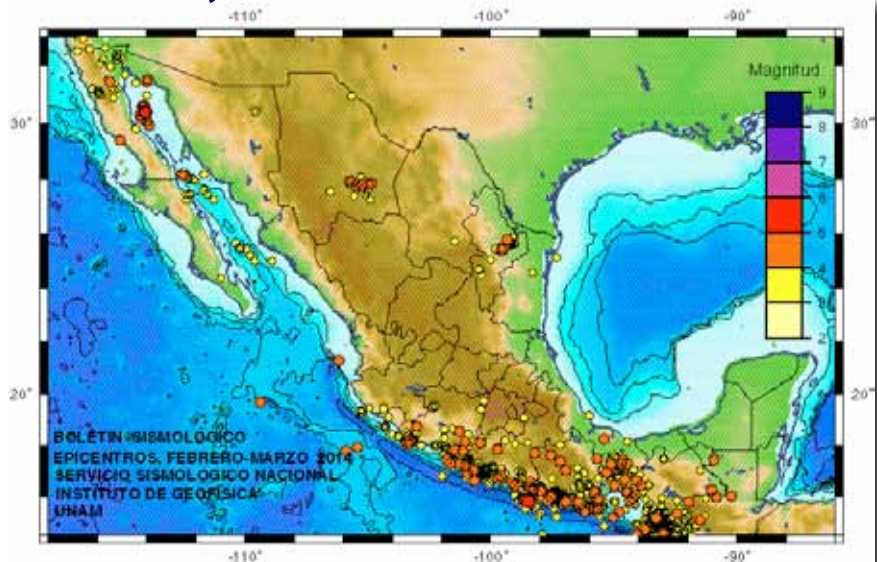 -110° -100° -90°
Magnitud
9
8
7
6
5
4
3
2
30° 30°
20° 20°
BOLETIN SISMOLOGICO
EPICENTROS, FEBRERO-MARZO 2014
SERVICIO SISMOLOGICO NACIONAL
INSTITUTO DE GEOFISICA
UNAM
-110° -100° -90°